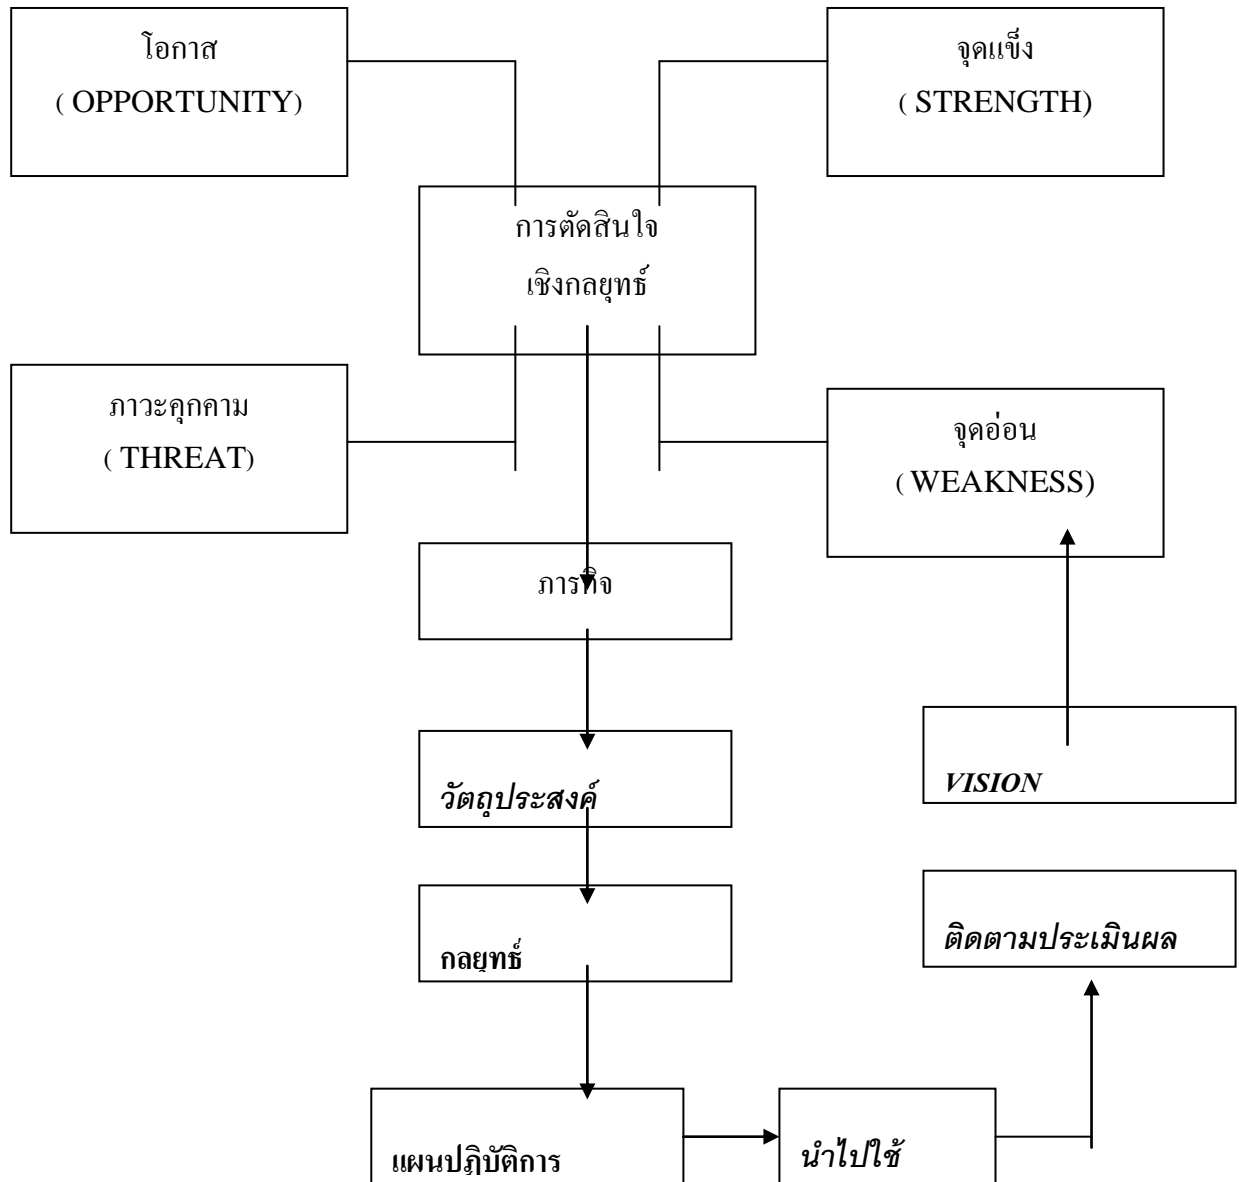 โอกาส
( OPPORTUNITY)
จุดแข็ง
( STRENGTH)
การตัดสินใจ
เชิงกลยุทธ์
ภาวะคุกคาม
( THREAT)
จุดอ่อน
( WEAKNESS)
ภารกิจ
วัตถุประสงค์
VISION
กลยุทธ์
ติดตามประเมินผล
แผนปฏิบัติการ
นำไปใช้